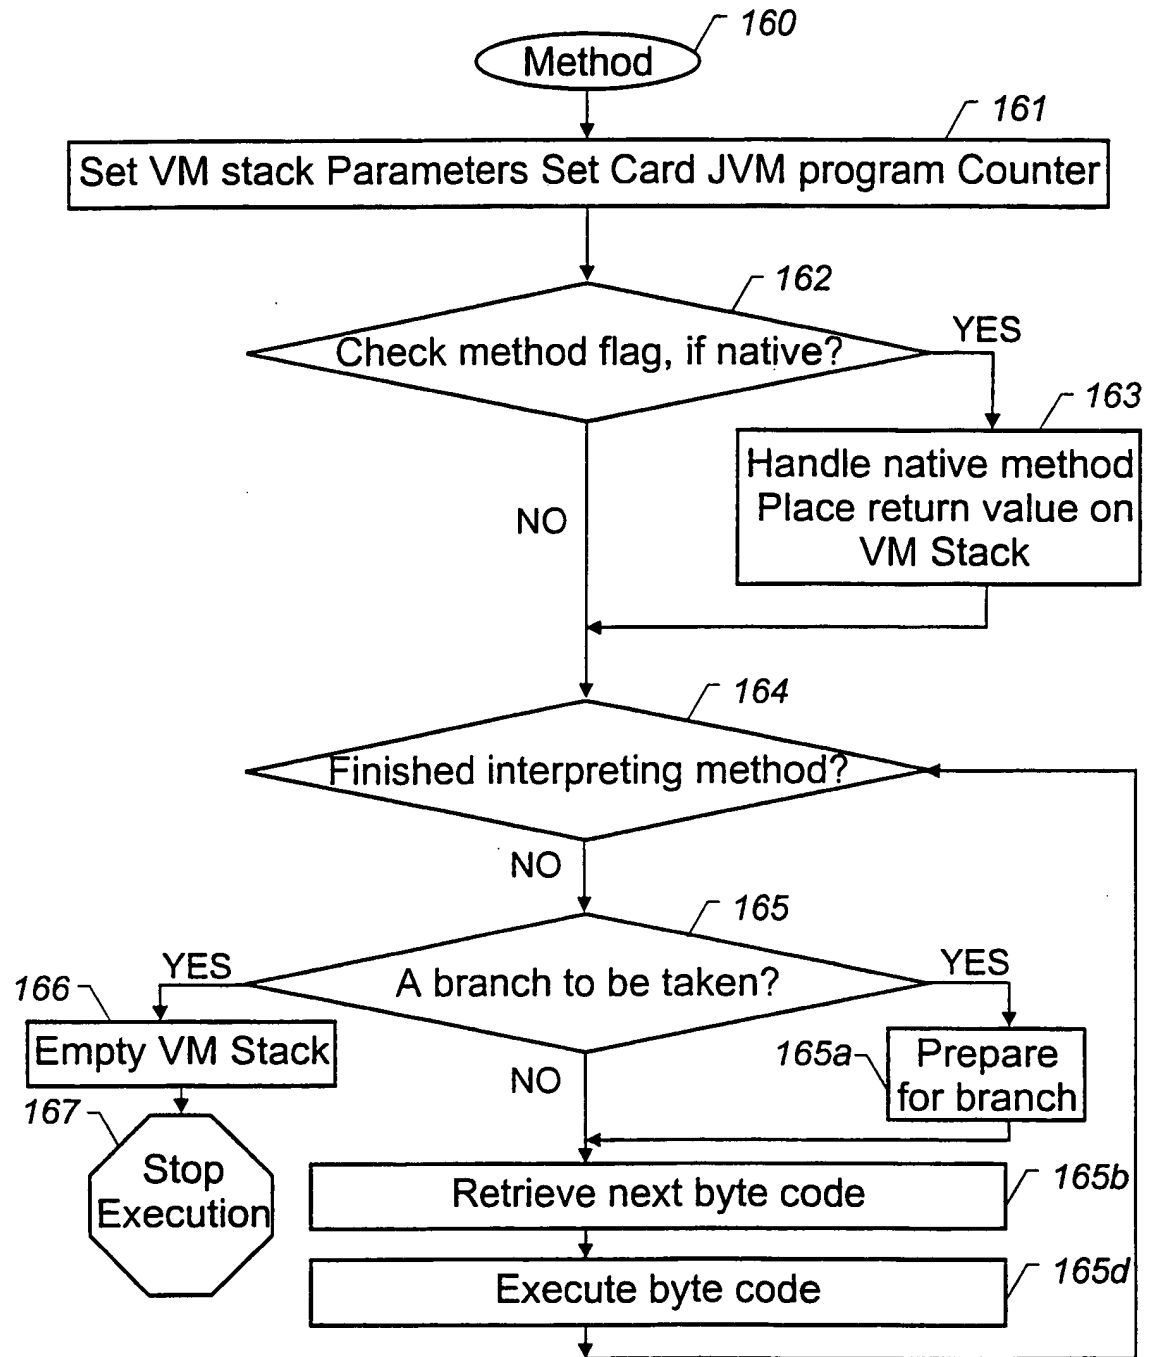 160
Method
161
Set VM stack Parameters Set Card JVM program Counter
162
Check method flag, if native?
YES
163
Handle native method
Place return value on
VM Stack
NO
164
Finished interpreting method?
NO
165
A branch to be taken?
YES
YES
166
Empty VM Stack
165a
Prepare
for branch
NO
167
Stop
Execution
Retrieve next byte code
165b
Execute byte code
165d